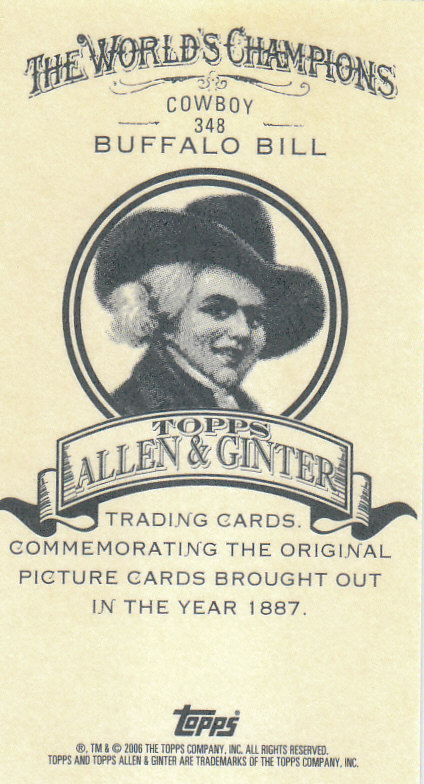 THE WORLD'S CHAMPIONS
COWBOY
348
BUFFALO BILL
TOPPS
ALLEN & GINTER
TRADING CARDS.
COMMEMORATING THE ORIGINAL
PICTURE CARDS BROUGHT OUT
IN THE YEAR 1887.
Topps
®, TM & © 2006 THE TOPPS COMPANY, INC. ALL RIGHTS RESERVED.
TOPPS AND TOPPS ALLEN & GINTER ARE TRADEMARKS OF THE TOPPS COMPANY, INC.